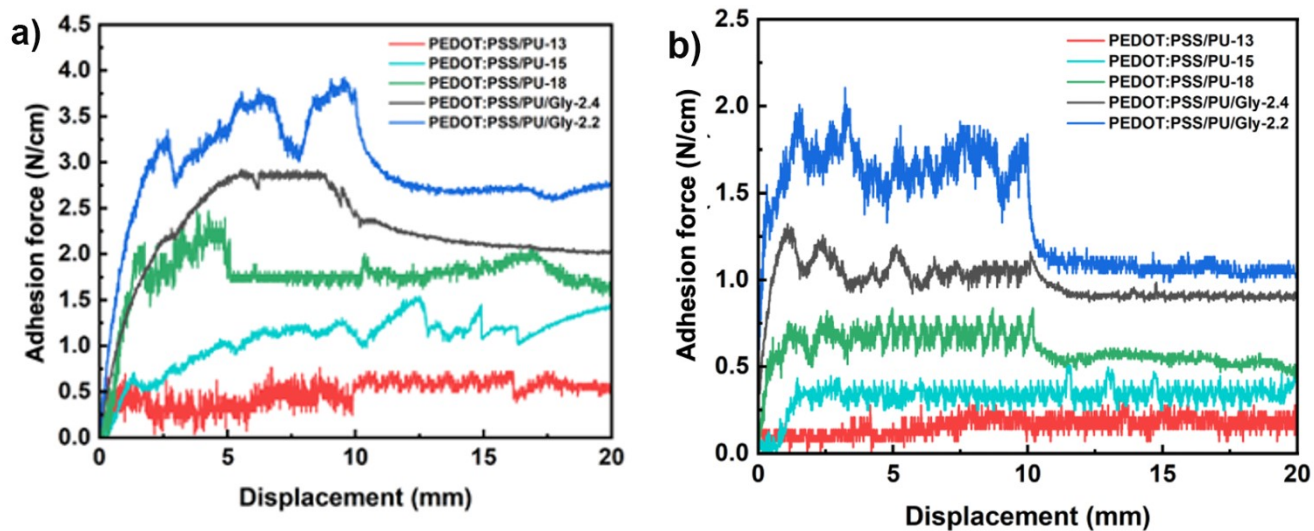 a)
Adhesion force (N/cm)
4.5
4.0
3.5
3.0
2.5
2.0
1.5
1.0
0.5
0.0
PEDOT:PSS/PU-13
PEDOT:PSS/PU-15
PEDOT:PSS/PU-18
PEDOT:PSS/PU/Gly-2.4
PEDOT:PSS/PU/Gly-2.2
0 5 10 15 20
Displacement (mm)
b)
Adhesion force (N/cm)
2.5
2.0
1.5
1.0
0.5
0.0
PEDOT:PSS/PU-13
PEDOT:PSS/PU-15
PEDOT:PSS/PU-18
PEDOT:PSS/PU/Gly-2.4
PEDOT:PSS/PU/Gly-2.2
0 5 10 15 20
Displacement (mm)